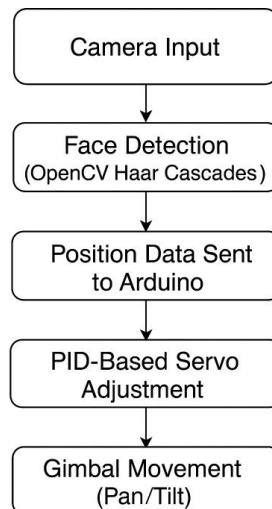 Camera Input
Face Detection
(OpenCV Haar Cascades)
Position Data Sent
to Arduino
PID-Based Servo
Adjustment
Gimbal Movement
(Pan/Tilt)